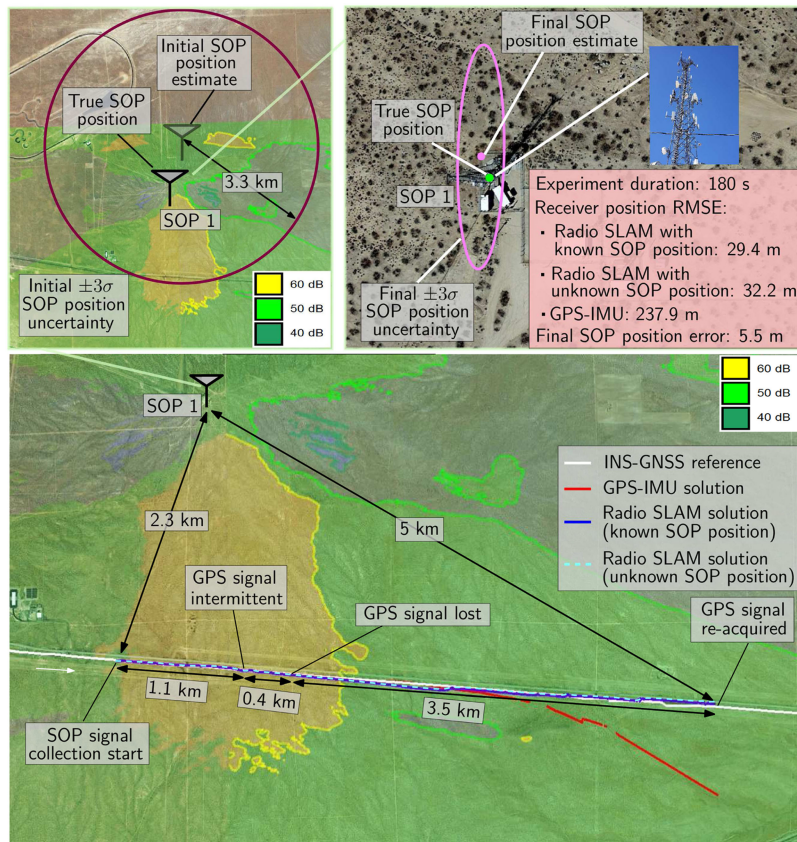 Initial SOP
position
estimate
True SOP
position
3.3 km
SOP 1
Initial ±3σ
SOP position
uncertainty
60 dB
50 dB
40 dB
Final SOP
position estimate
True SOP
position
SOP 1
Final ±3σ
SOP position
uncertainty
Experiment duration: 180 s
Receiver position RMSE:
· Radio SLAM with
known SOP position: 29.4 m
· Radio SLAM with
unknown SOP position: 32.2 m
· GPS-IMU: 237.9 m
Final SOP position error: 5.5 m
60 dB
50 dB
40 dB
SOP 1
INS-GNSS reference
GPS-IMU solution
Radio SLAM solution
(known SOP position)
Radio SLAM solution
(unknown SOP position)
2.3 km
5 km
GPS signal
intermittent
GPS signal lost
GPS signal
re-acquired
1.1 km
0.4 km
3.5 km
SOP signal
collection start